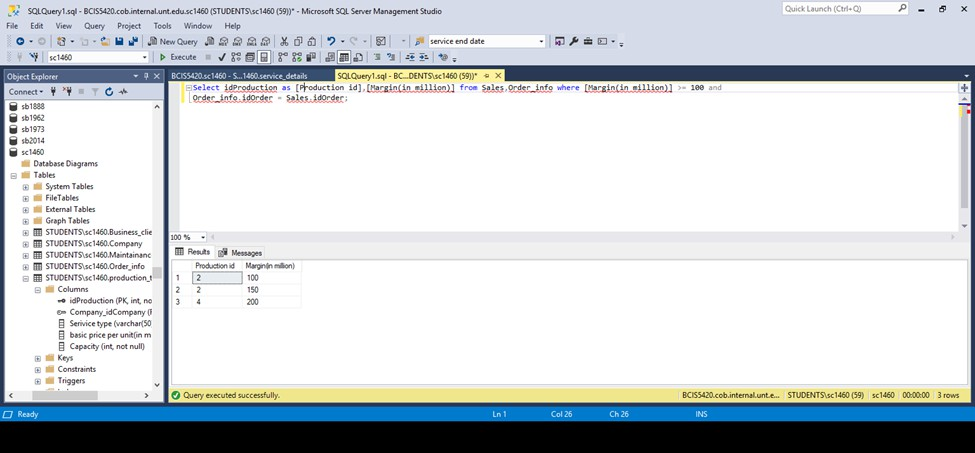 SQLQuery1.sql - BCIS5420.cob.internal.unt.edu.sc1460 (STUDENTS\sc1460 (59))* - Microsoft SQL Server Management Studio
Quick Launch (Ctrl+Q)
File Edit View Query Project Tools Window Help
New Query
service end date
sc1460
Execute
Object Explorer
BCIS5420.sc1460 - S...1460.service_details
SQLQuery1.sql - BC...DENTS\sc1460 (59))*
Connect
Select idProduction as [Production id],[Margin(in million)] from Sales,Order_info where [Margin(in million)] >= 100 and
Order_info.idOrder = Sales.idOrder;
sb1888
sb1962
sb1973
sb2014
sc1460
Database Diagrams
Tables
System Tables
FileTables
External Tables
Graph Tables
STUDENTS\sc1460.Business_clie
STUDENTS\sc1460.Company
STUDENTS\sc1460.Maintainanc
STUDENTS\sc1460.Order_info
STUDENTS\sc1460.production_t
Columns
idProduction (PK, int, no
Company_idCompany (F
Serivice type (varchar(50
basic price per unit(in m
Capacity (int, not null)
Keys
Constraints
Triggers
100 %
Results Messages
Production id Margin(in million)
1 2 100
2 2 150
3 4 200
Query executed successfully.
BCIS5420.cob.internal.unt.e... STUDENTS\sc1460 (59) sc1460 00:00:00 3 rows
Ready
Ln 1 Col 26 Ch 26 INS